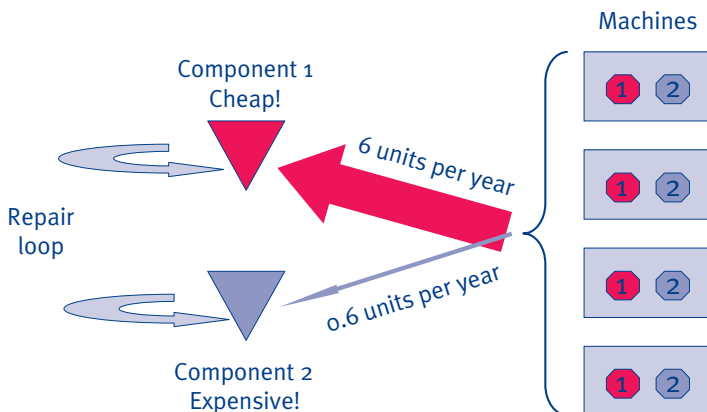 Machines
Component 1
Cheap!
6 units per year
1 2
1 2
Repair
loop
0.6 units per year
1 2
Component 2
Expensive!
1 2